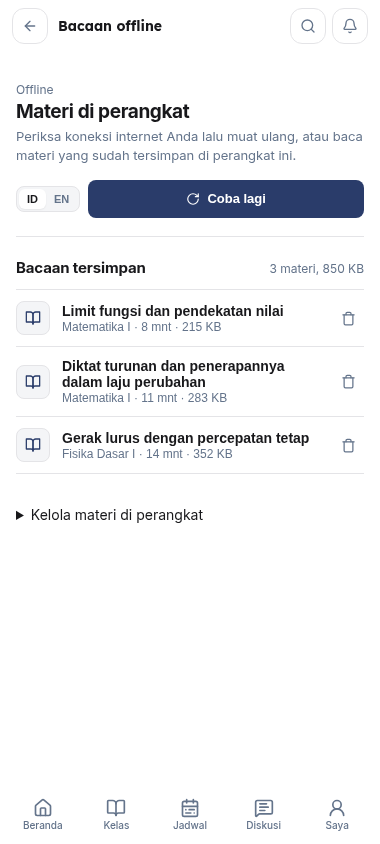 Bacaan offline
Offline
Materi di perangkat
Periksa koneksi internet Anda lalu muat ulang, atau baca
materi yang sudah tersimpan di perangkat ini.
ID EN
Coba lagi
Bacaan tersimpan
3 materi, 850 KB
Limit fungsi dan pendekatan nilai
Matematika I · 8 mnt · 215 KB
Diktat turunan dan penerapannya
dalam laju perubahan
Matematika I · 11 mnt · 283 KB
Gerak lurus dengan percepatan tetap
Fisika Dasar I · 14 mnt · 352 KB
Kelola materi di perangkat
Beranda
Kelas
Jadwal
Diskusi
Saya